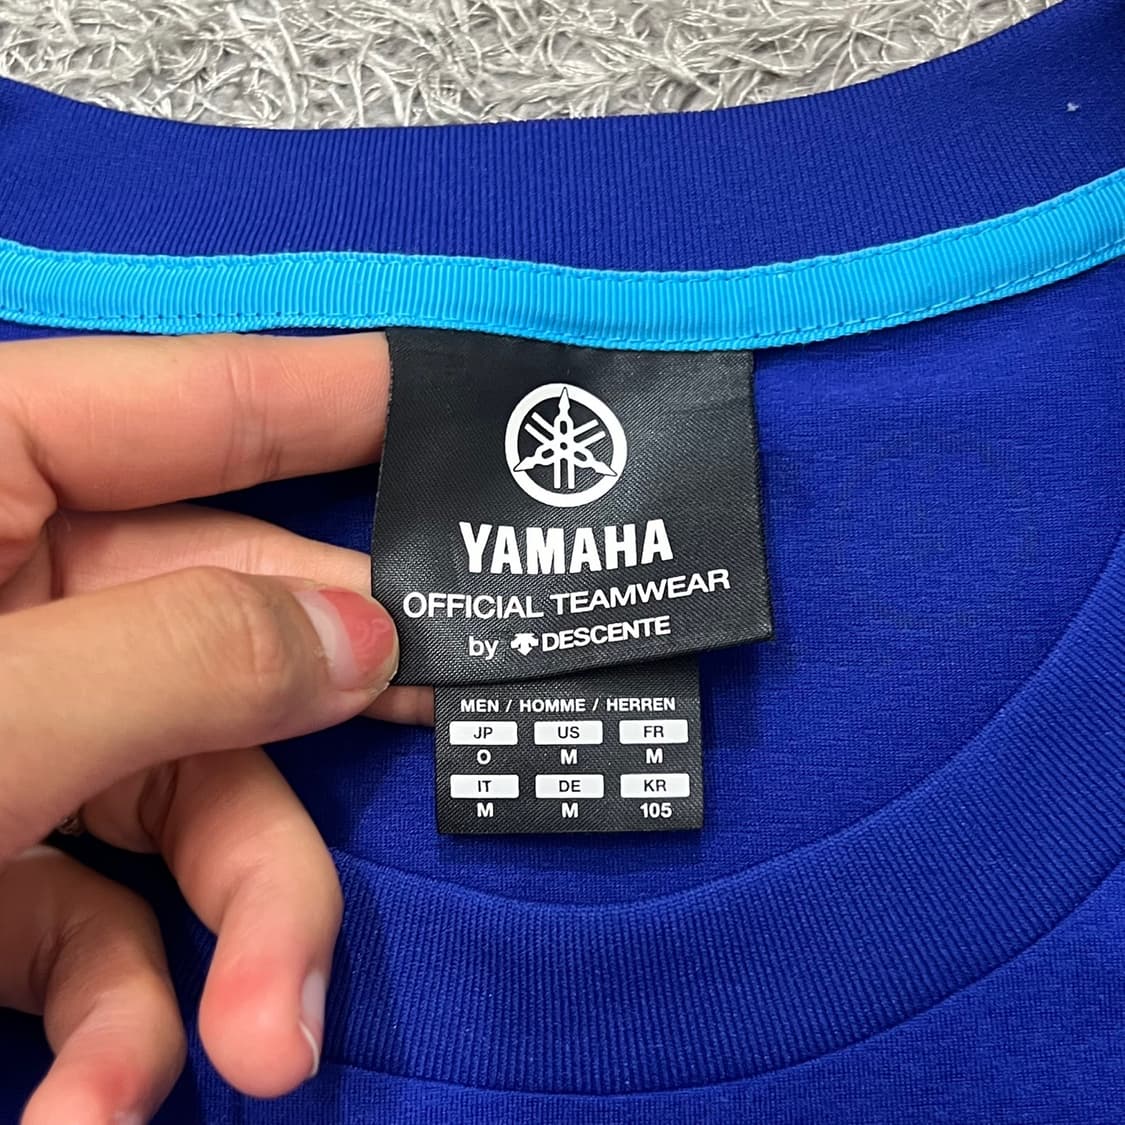 YAMAHA
OFFICIAL TEAMWEAR
by DESCENTE
MEN / HOMME / HERREN
JP US FR
O M M
IT DE KR
M M 105